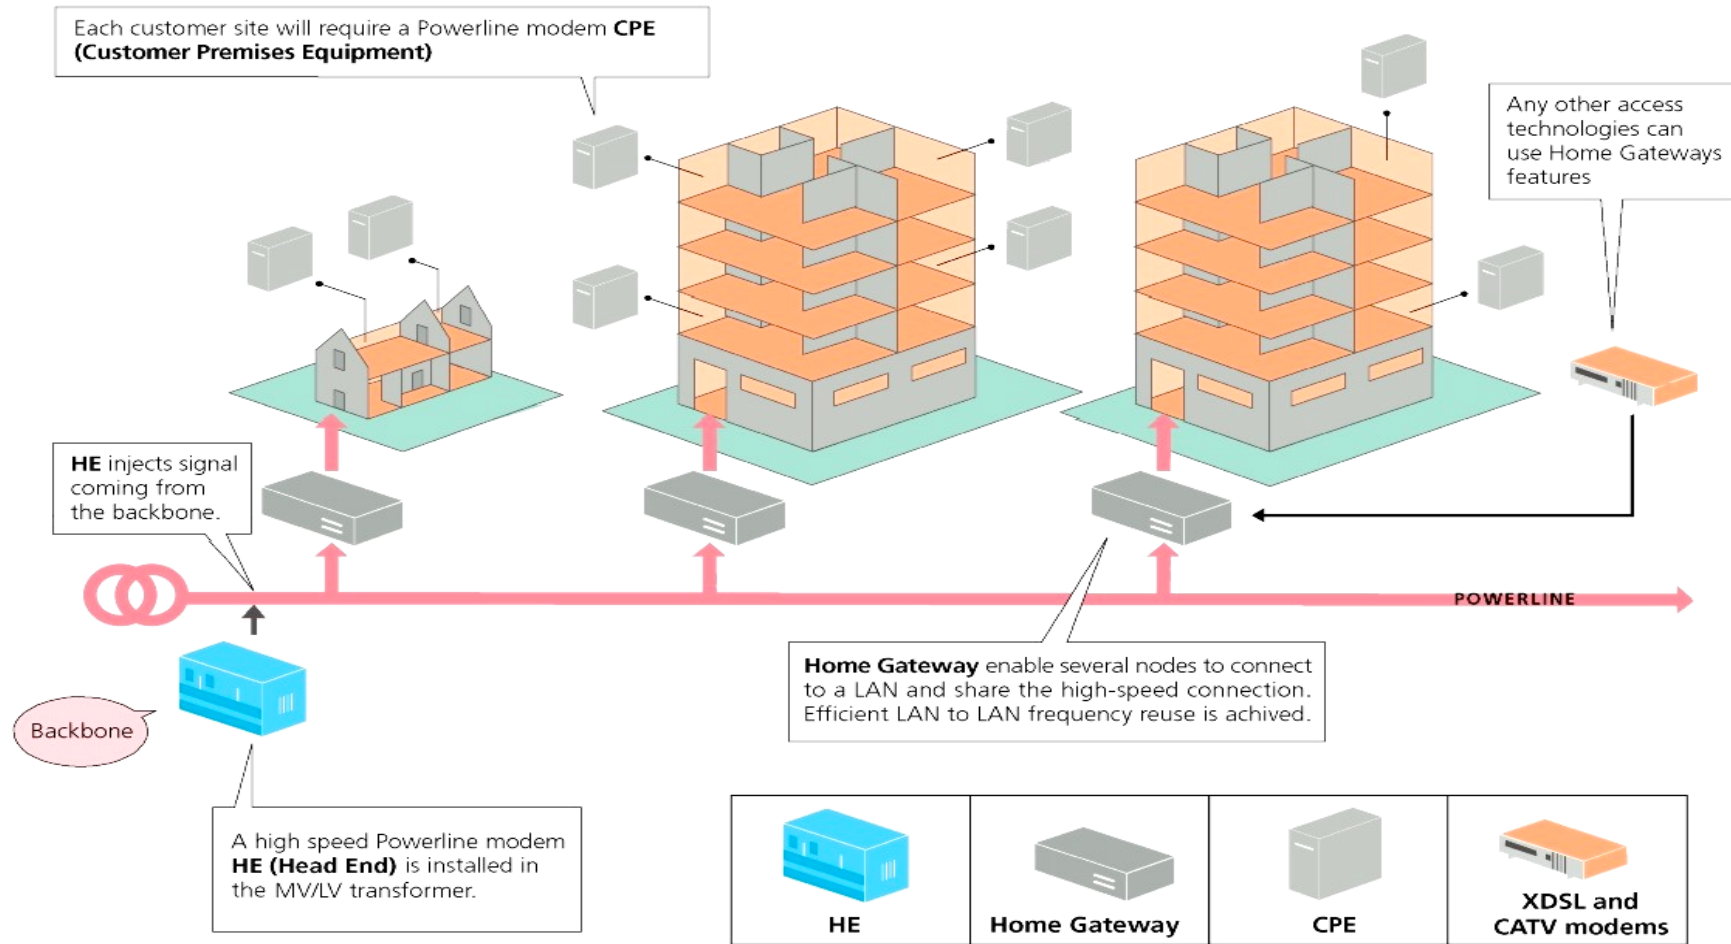 Each customer site will require a Powerline modem CPE
(Customer Premises Equipment)
Any other access
technologies can
use Home Gateways
features
HE injects signal
coming from
the backbone.
POWERLINE
Home Gateway enable several nodes to connect
to a LAN and share the high-speed connection.
Efficient LAN to LAN frequency reuse is achived.
Backbone
A high speed Powerline modem
HE (Head End) is installed in
the MV/LV transformer.
HE
Home Gateway
CPE
XDSL and
CATV modems